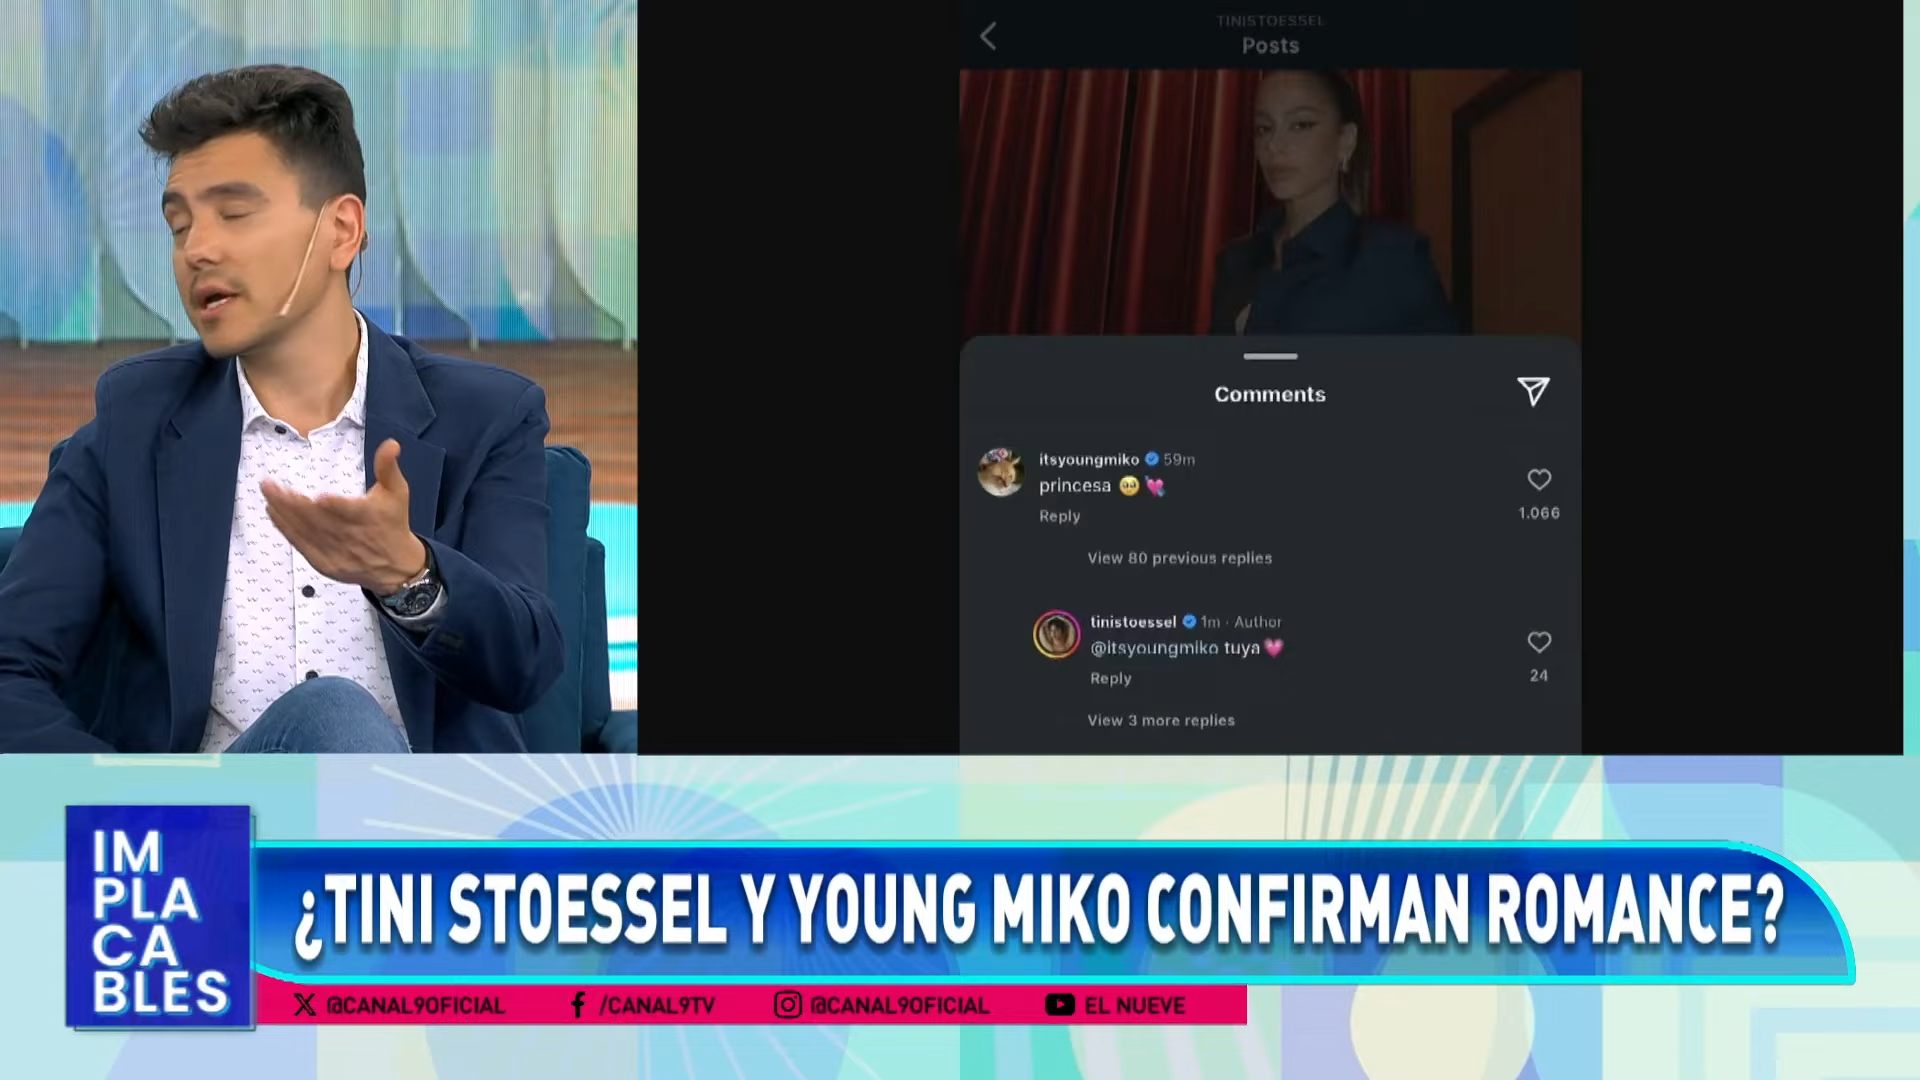 TINISTOESSEL
Posts
Comments
itsyoungmiko 59m
princesa 🥹 💘
Reply
1.066
View 80 previous replies
tinistoessel 1m · Author
@itsyoungmiko tuya 💗
Reply
24
View 3 more replies
IM
PLA
CA
BLES
¿TINI STOESSEL Y YOUNG MIKO CONFIRMAN ROMANCE?
@CANAL9OFICIAL /CANAL9TV @CANAL9OFICIAL EL NUEVE